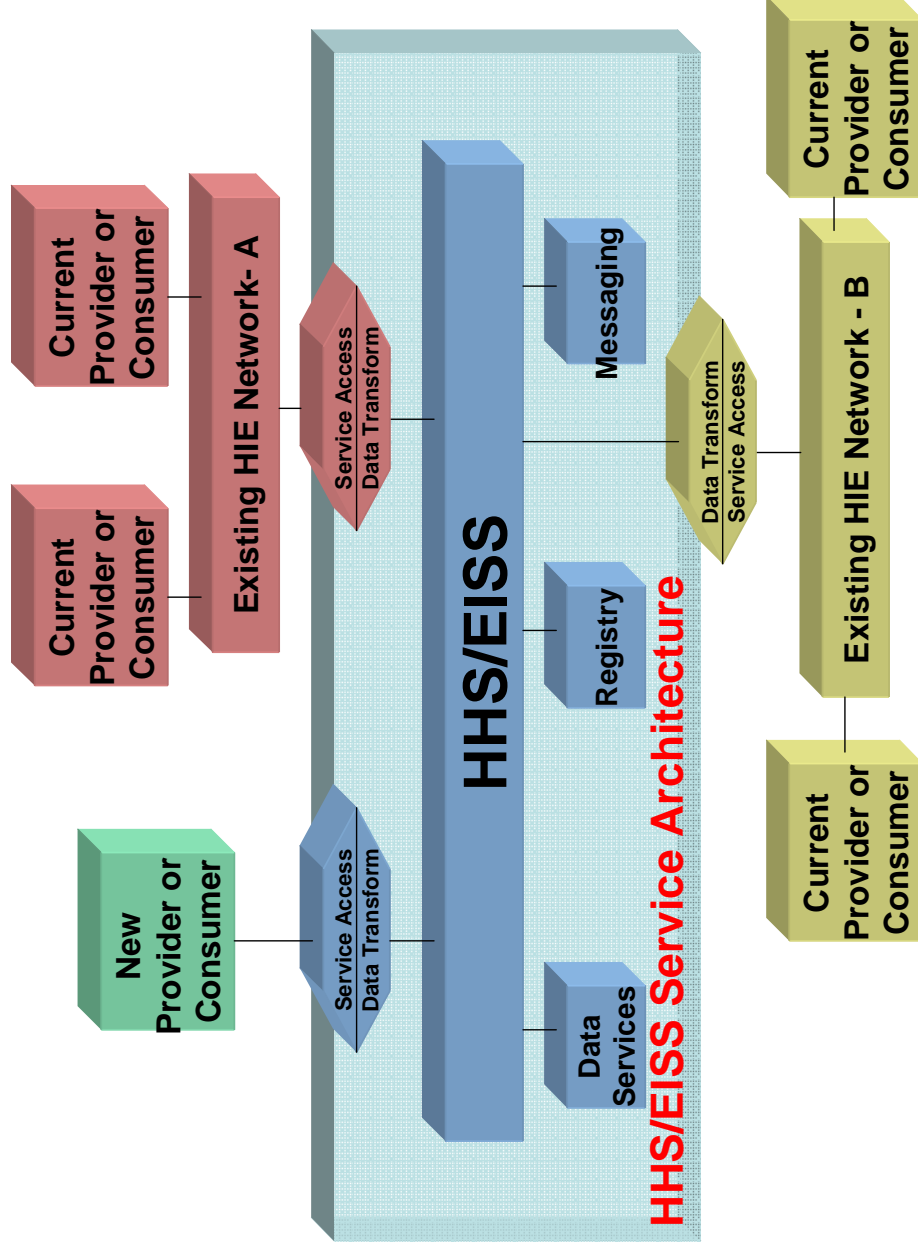 New
Provider or
Consumer
Current
Provider or
Consumer
Current
Provider or
Consumer
Existing HIE Network- A
Service Access
Data Transform
Service Access
Data Transform
HHS/EISS
Data
Services
Registry
Messaging
HHS/EISS Service Architecture
Data Transform
Service Access
Current
Provider or
Consumer
Existing HIE Network - B
Current
Provider or
Consumer